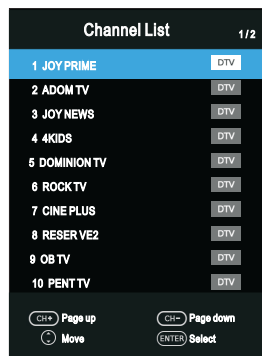 Channel List 1/2
1 JOY PRIME DTV
2 ADOM TV DTV
3 JOY NEWS DTV
4 4KIDS DTV
5 DOMINION TV DTV
6 ROCK TV DTV
7 CINE PLUS DTV
8 RESER VE2 DTV
9 OB TV DTV
10 PENT TV DTV
CH+ Page up CH- Page down
Move ENTER Select